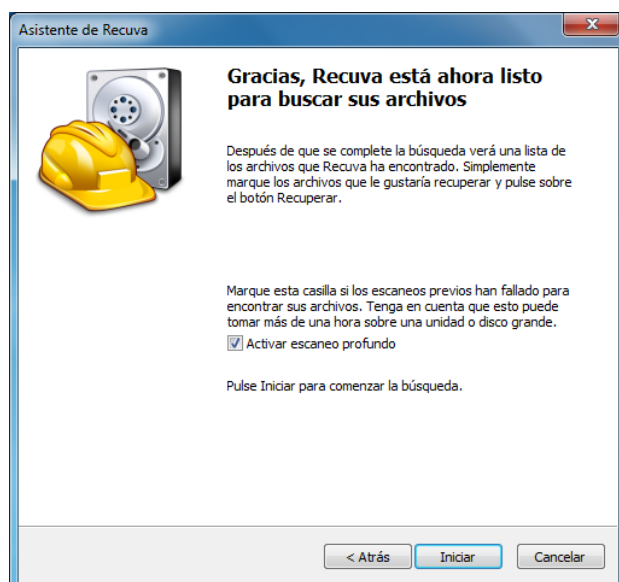 Asistente de Recuva
Gracias, Recuva está ahora listo
para buscar sus archivos
Después de que se complete la búsqueda verá una lista de
los archivos que Recuva ha encontrado. Simplemente
marque los archivos que le gustaría recuperar y pulse sobre
el botón Recuperar.
Marque esta casilla si los escaneos previos han fallado para
encontrar sus archivos. Tenga en cuenta que esto puede
tomar más de una hora sobre una unidad o disco grande.
Activar escaneo profundo
Pulse Iniciar para comenzar la búsqueda.
< Atrás
Iniciar
Cancelar